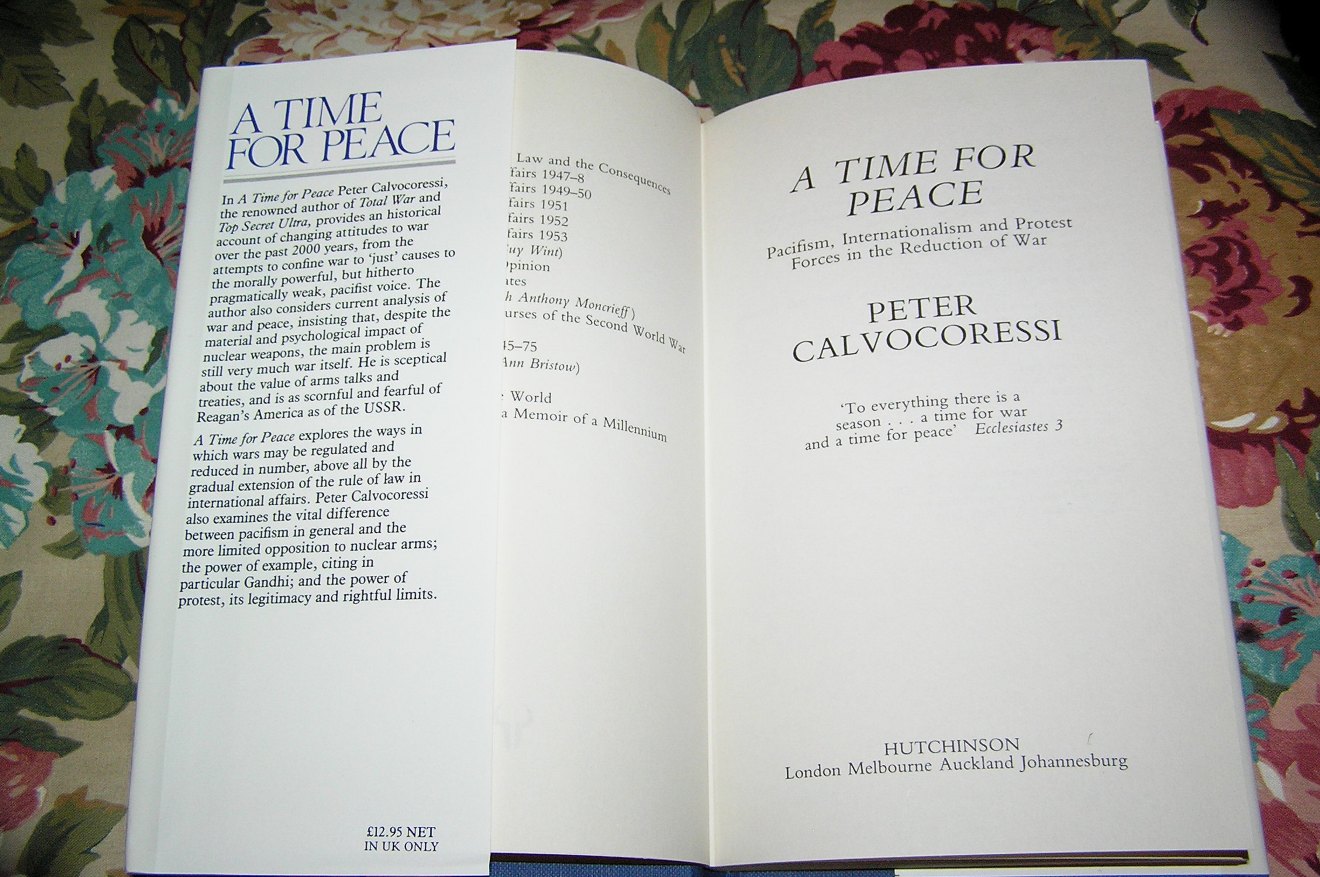 A TIME
FOR PEACE
In A Time for Peace Peter Calvocoressi,
the renowned author of Total War and
Top Secret Ultra, provides an historical
account of changing attitudes to war
over the past 2000 years, from the
attempts to confine war to ‘just’ causes to
the morally powerful, but hitherto
pragmatically weak, pacifist voice. The
author also considers current analysis of
war and peace, insisting that, despite the
material and psychological impact of
nuclear weapons, the main problem is
still very much war itself. He is sceptical
about the value of arms talks and
treaties, and is as scornful and fearful of
Reagan's America as of the USSR.
A Time for Peace explores the ways in
which wars may be regulated and
reduced in number, above all by the
gradual extension of the rule of law in
international affairs. Peter Calvocoressi
also examines the vital difference
between pacifism in general and the
more limited opposition to nuclear arms;
the power of example, citing in
particular Gandhi; and the power of
protest, its legitimacy and rightful limits.
£12.95 NET
IN UK ONLY
Law and the Consequences
fairs 1947–8
fairs 1949–50
fairs 1951
fairs 1952
fairs 1953
uy Wint)
pinion
ates
h Anthony Moncrieff)
urses of the Second World War
45–75
Ann Bristow)
World
a Memoir of a Millennium
A TIME FOR
PEACE
Pacifism, Internationalism and Protest
Forces in the Reduction of War
PETER
CALVOCORESSI
‘To everything there is a
season . . . a time for war
and a time for peace’ Ecclesiastes 3
HUTCHINSON
London Melbourne Auckland Johannesburg